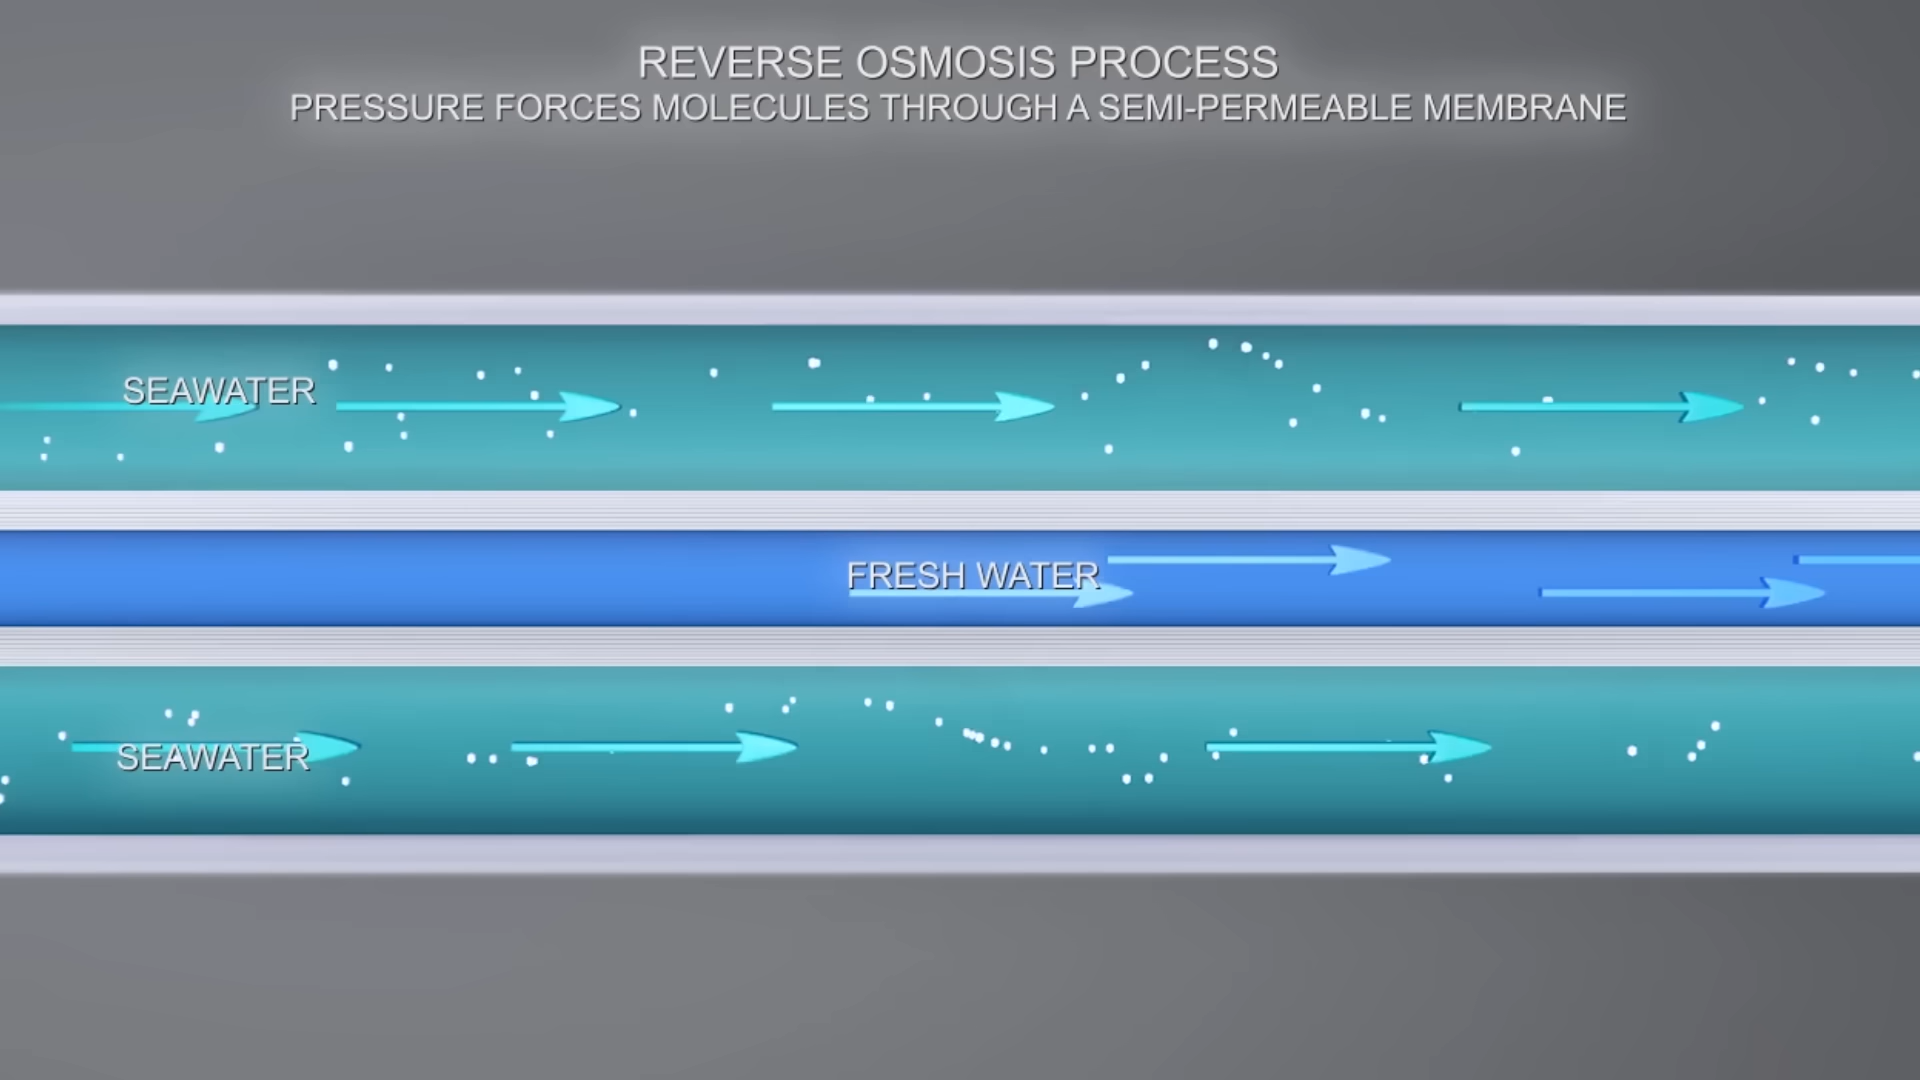 REVERSE OSMOSIS PROCESS
PRESSURE FORCES MOLECULES THROUGH A SEMI-PERMEABLE MEMBRANE
SEAWATER
FRESH WATER
SEAWATER